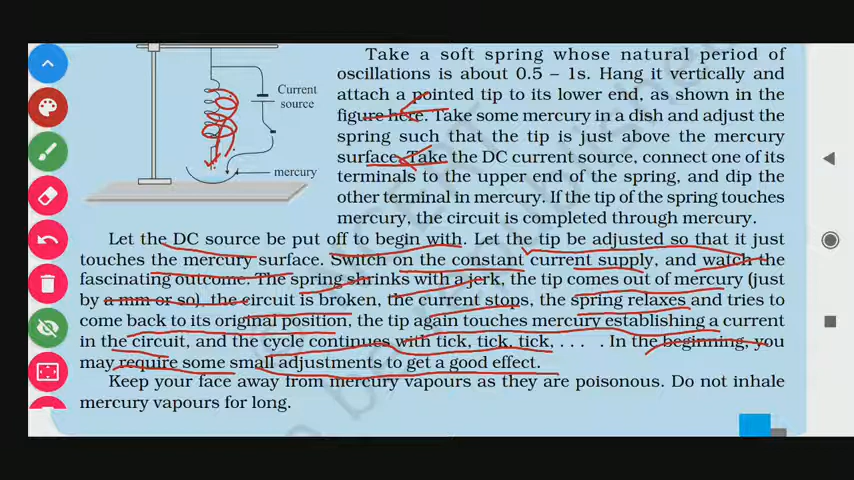 Take a soft spring whose natural period of
oscillations is about 0.5 – 1s. Hang it vertically and
attach a pointed tip to its lower end, as shown in the
figure here. Take some mercury in a dish and adjust the
spring such that the tip is just above the mercury
surface. Take the DC current source, connect one of its
terminals to the upper end of the spring, and dip the
other terminal in mercury. If the tip of the spring touches
mercury, the circuit is completed through mercury.
Current
source
mercury
Let the DC source be put off to begin with. Let the tip be adjusted so that it just
touches the mercury surface. Switch on the constant current supply, and watch the
fascinating outcome. The spring shrinks with a jerk, the tip comes out of mercury (just
by a mm or so), the circuit is broken, the current stops, the spring relaxes and tries to
come back to its original position, the tip again touches mercury establishing a current
in the circuit, and the cycle continues with tick, tick, tick, . . . . In the beginning, you
may require some small adjustments to get a good effect.
Keep your face away from mercury vapours as they are poisonous. Do not inhale
mercury vapours for long.